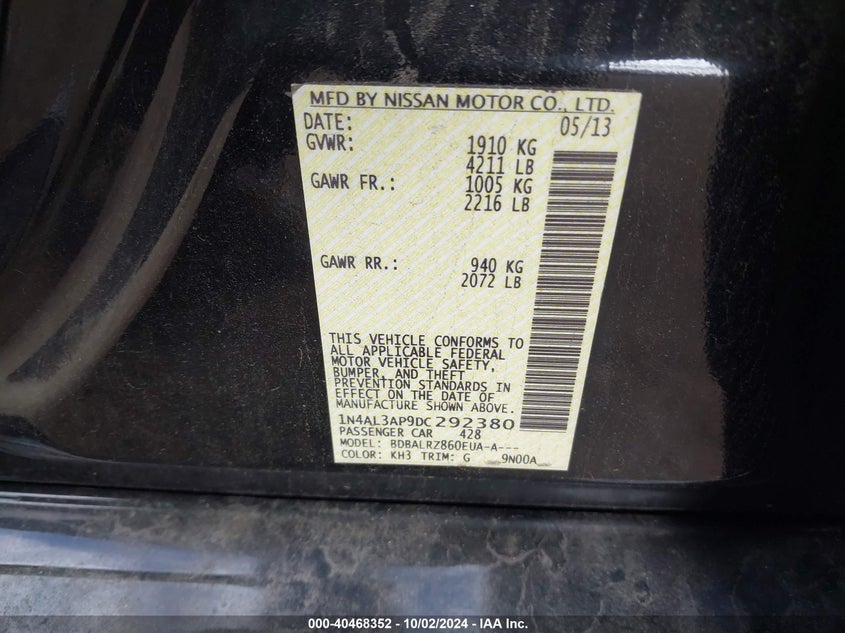 MFD BY NISSAN MOTOR CO., LTD.
DATE: 05/13
GVWR: 1910 KG
4211 LB
GAWR FR.: 1005 KG
2216 LB
GAWR RR.: 940 KG
2072 LB
THIS VEHICLE CONFORMS TO
ALL APPLICABLE FEDERAL
MOTOR VEHICLE SAFETY,
BUMPER, AND THEFT
PREVENTION STANDARDS IN
EFFECT ON THE DATE OF
MANUFACTURE SHOWN ABOVE.
1N4AL3AP9DC292380
PASSENGER CAR 428
MODEL: BDBALRZ860EUA-A---
COLOR: KH3 TRIM: G 9N00A
000-40468352 - 10/02/2024 - IAA Inc.